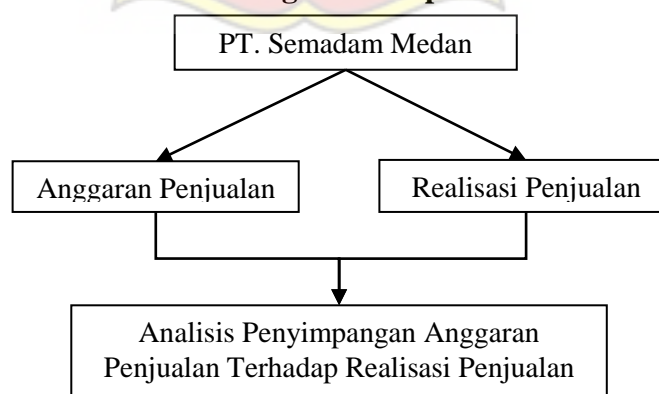 PT. Semadam Medan
Anggaran Penjualan
Realisasi Penjualan
Analisis Penyimpangan Anggaran
Penjualan Terhadap Realisasi Penjualan